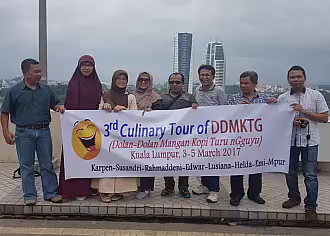 3rd Culinary Tour of DDMKTG
(Dolan-Dolan Mangan Kopi Turu nGguyu)
Kuala Lumpur, 3-5 March 2017
Karpen-Susandri-Rahmaddeni-Edwar-Lusiana-Helda-Emi-Mpur